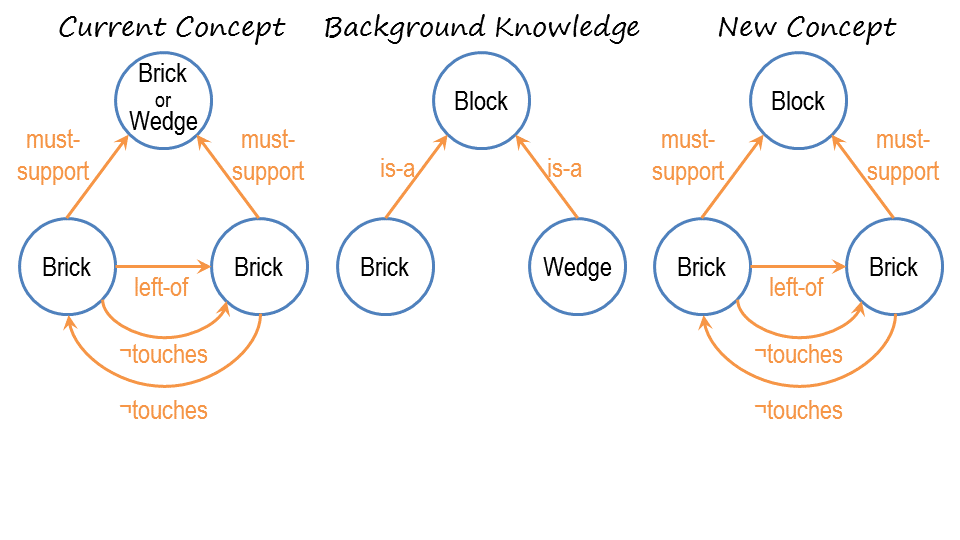 Current Concept
Brick
or
Wedge
must-
support
must-
support
Brick
Brick
left-of
¬touches
¬touches
Background Knowledge
Block
is-a
is-a
Brick
Wedge
New Concept
Block
must-
support
must-
support
Brick
Brick
left-of
¬touches
¬touches